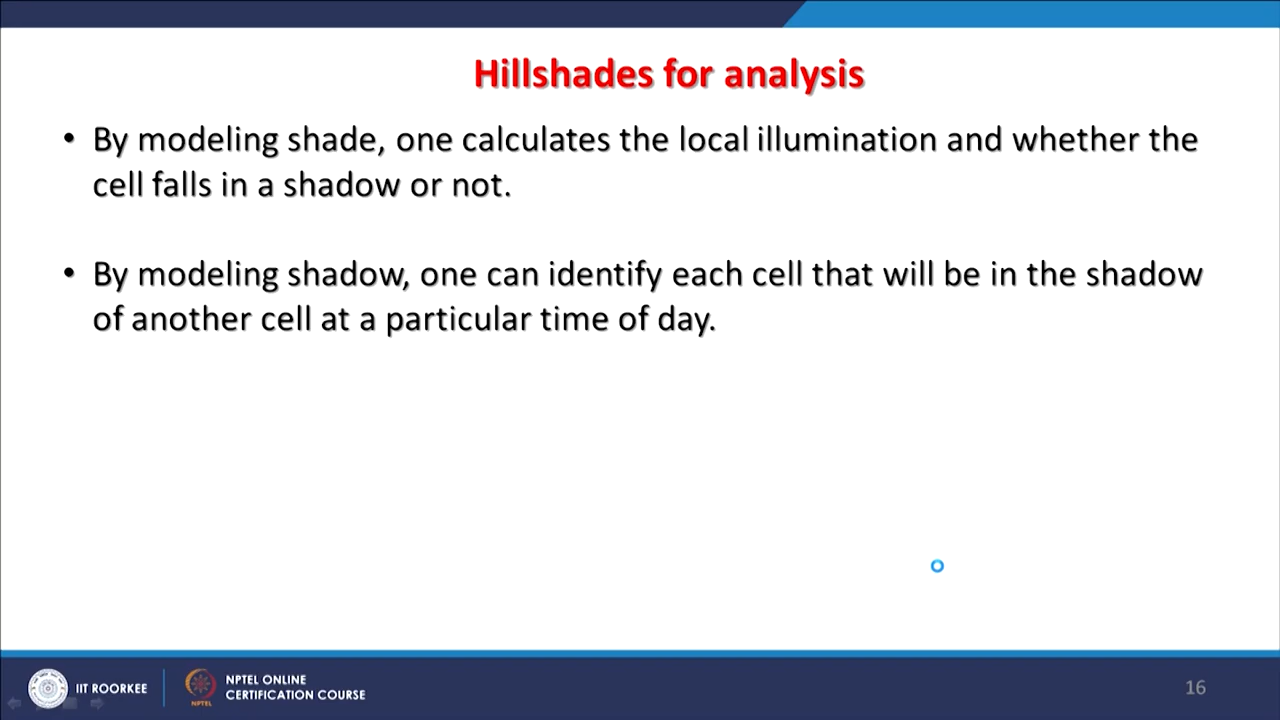 Hillshades for analysis
• By modeling shade, one calculates the local illumination and whether the
cell falls in a shadow or not.
• By modeling shadow, one can identify each cell that will be in the shadow
of another cell at a particular time of day.
IIT ROORKEE
NPTEL
NPTEL ONLINE
CERTIFICATION COURSE
16